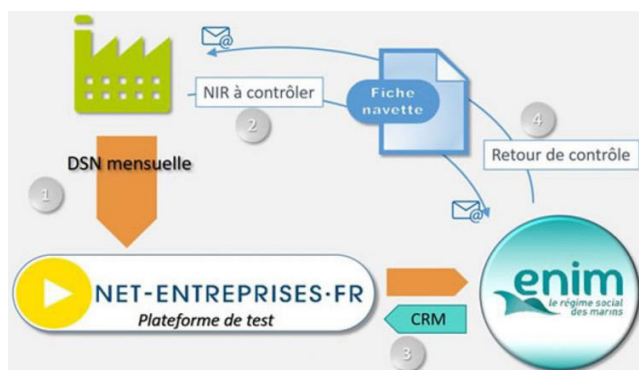 NIR à contrôler
2
Fiche
navette
4
Retour de contrôle
DSN mensuelle
1
NET-ENTREPRISES·FR
Plateforme de test
CRM
3
enim
le régime social
des marins